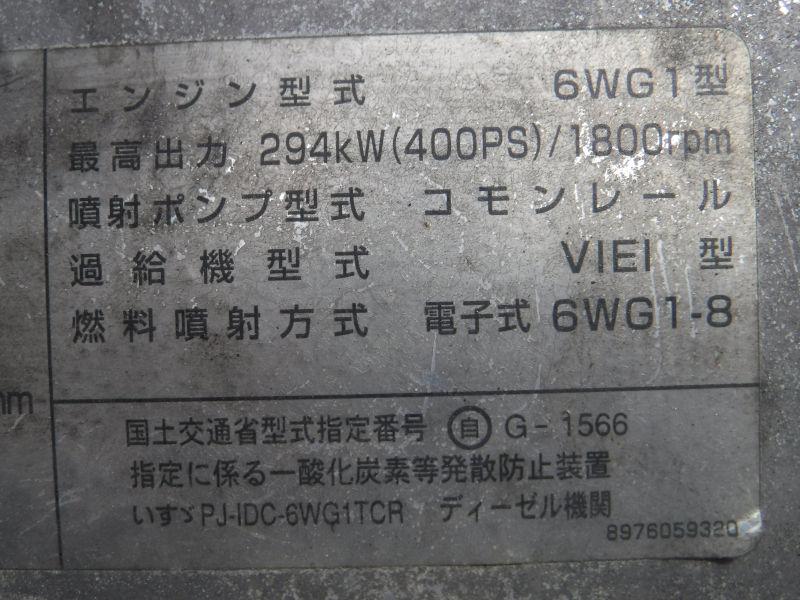 エンジン型式 6WG1型
最高出力 294kW(400PS)/1800rpm
噴射ポンプ型式 コモンレール
過給機型式 VIEI 型
燃料噴射方式 電子式 6WG1-8
mm
国土交通省型式指定番号 ㊀自 G-1566
指定に係る一酸化炭素等発散防止装置
いすゞPJ-IDC-6WG1TCR ディーゼル機関
8976059320